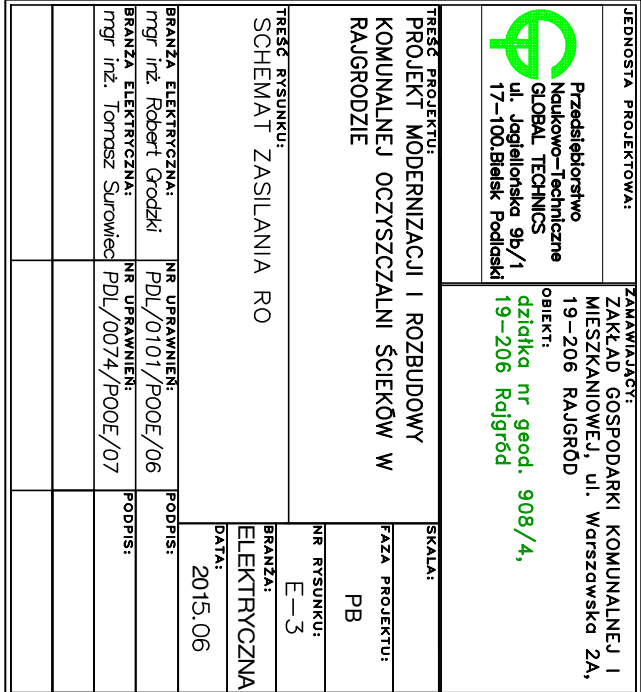 JEDNOSTA PROJEKTOWA:
Przedsiębiorstwo
Naukowo-Techniczne
GLOBAL TECHNICS
ul. Jagiellońska 9b/1
17-100.Bielsk Podlaski
ZAMAWIAJĄCY:
ZAKŁAD GOSPODARKI KOMUNALNEJ I
MIESZKANIOWEJ, ul. Warszawska 2A,
19-206 RAJGRÓD
OBIEKT:
działka nr geod. 908/4,
19-206 Rajgród
TREŚĆ PROJEKTU:
PROJEKT MODERNIZACJI I ROZBUDOWY
KOMUNALNEJ OCZYSZCZALNI ŚCIEKÓW W
RAJGRODZIE
SKALA:
FAZA PROJEKTU:
PB
TREŚĆ RYSUNKU:
SCHEMAT ZASILANIA RO
NR RYSUNKU:
E-3
BRANŻA:
ELEKTRYCZNA
DATA:
2015.06
BRANŻA ELEKTRYCZNA:
mgr inż. Robert Grodzki
NR UPRAWNIEŃ:
PDL/0101/POOE/06
PODPIS:
BRANŻA ELEKTRYCZNA:
mgr inż. Tomasz Surowiec
NR UPRAWNIEŃ:
PDL/0074/POOE/07
PODPIS: